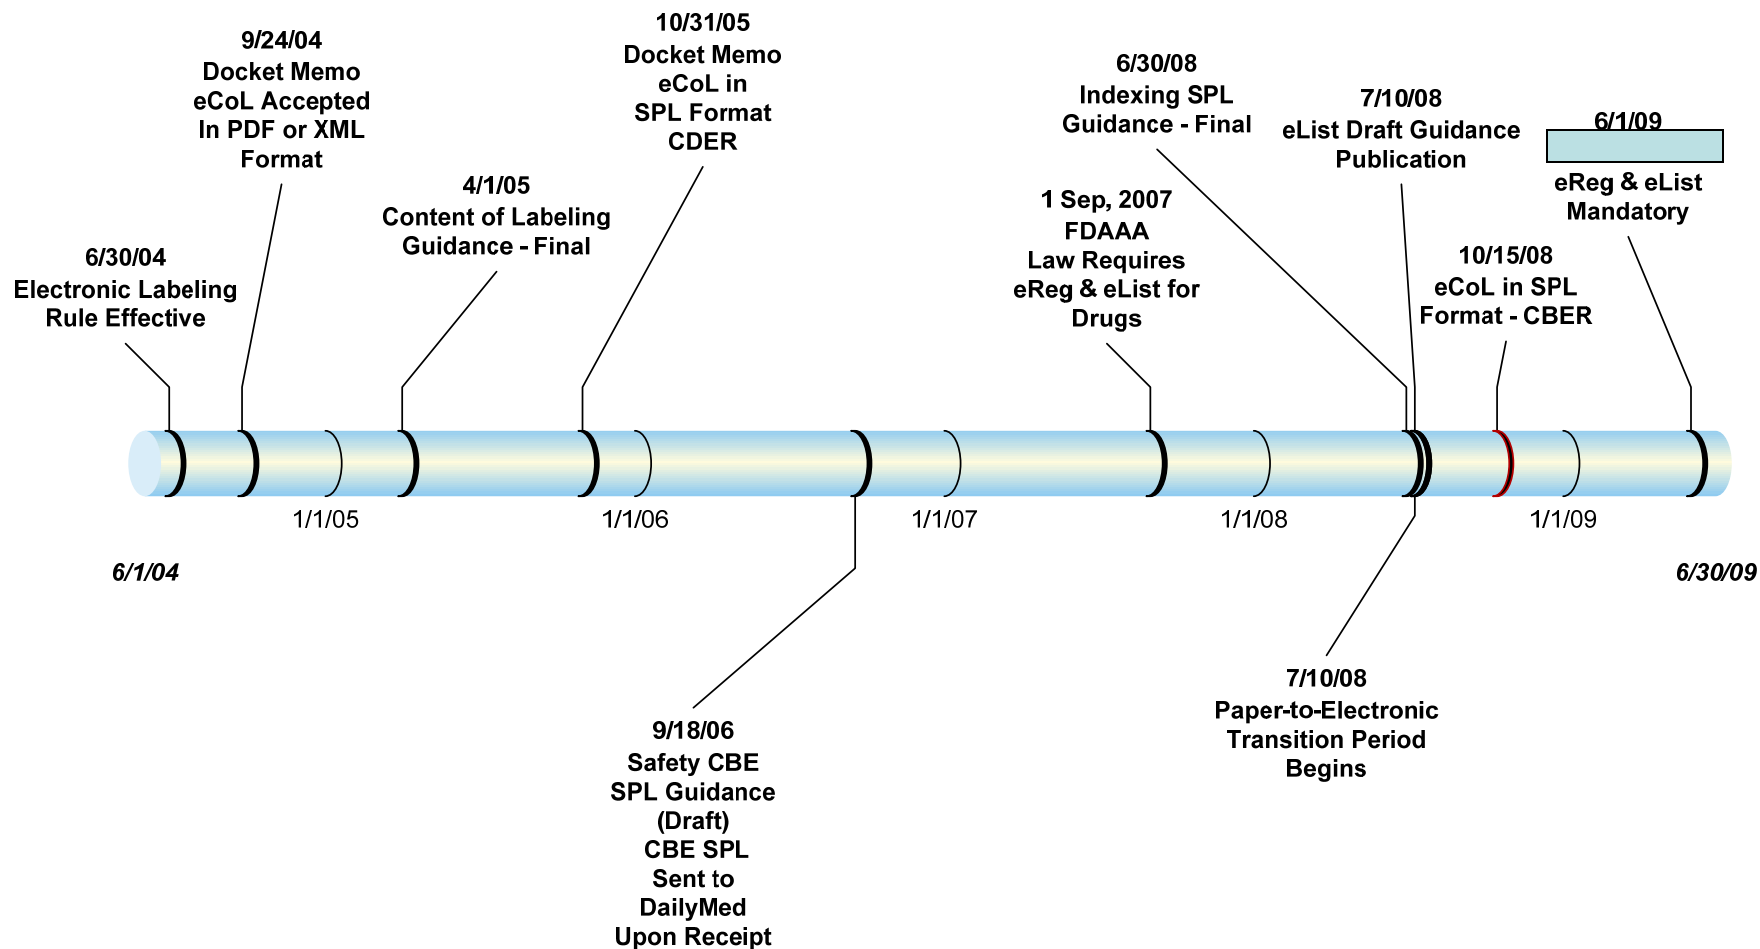 6/30/04
Electronic Labeling
Rule Effective
9/24/04
Docket Memo
eCoL Accepted
In PDF or XML
Format
4/1/05
Content of Labeling
Guidance - Final
10/31/05
Docket Memo
eCoL in
SPL Format
CDER
1 Sep, 2007
FDAAA
Law Requires
eReg & eList for
Drugs
6/30/08
Indexing SPL
Guidance - Final
7/10/08
eList Draft Guidance
Publication
10/15/08
eCoL in SPL
Format - CBER
6/1/09
eReg & eList
Mandatory
1/1/05
1/1/06
1/1/07
1/1/08
1/1/09
6/1/04
6/30/09
9/18/06
Safety CBE
SPL Guidance
(Draft)
CBE SPL
Sent to
DailyMed
Upon Receipt
7/10/08
Paper-to-Electronic
Transition Period
Begins